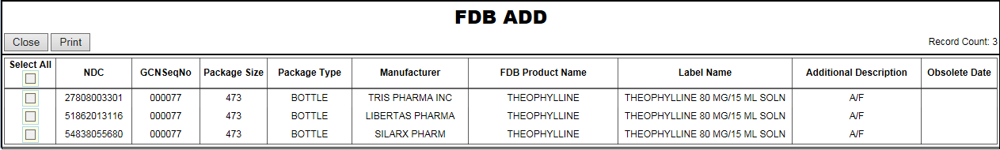 FDB ADD
Close Print Record Count: 3
Select All NDC GCNSeqNo Package Size Package Type Manufacturer FDB Product Name Label Name Additional Description Obsolete Date
27808003301 000077 473 BOTTLE TRIS PHARMA INC THEOPHYLLINE THEOPHYLLINE 80 MG/15 ML SOLN A/F
51862013116 000077 473 BOTTLE LIBERTAS PHARMA THEOPHYLLINE THEOPHYLLINE 80 MG/15 ML SOLN A/F
54838055680 000077 473 BOTTLE SILARX PHARM THEOPHYLLINE THEOPHYLLINE 80 MG/15 ML SOLN A/F